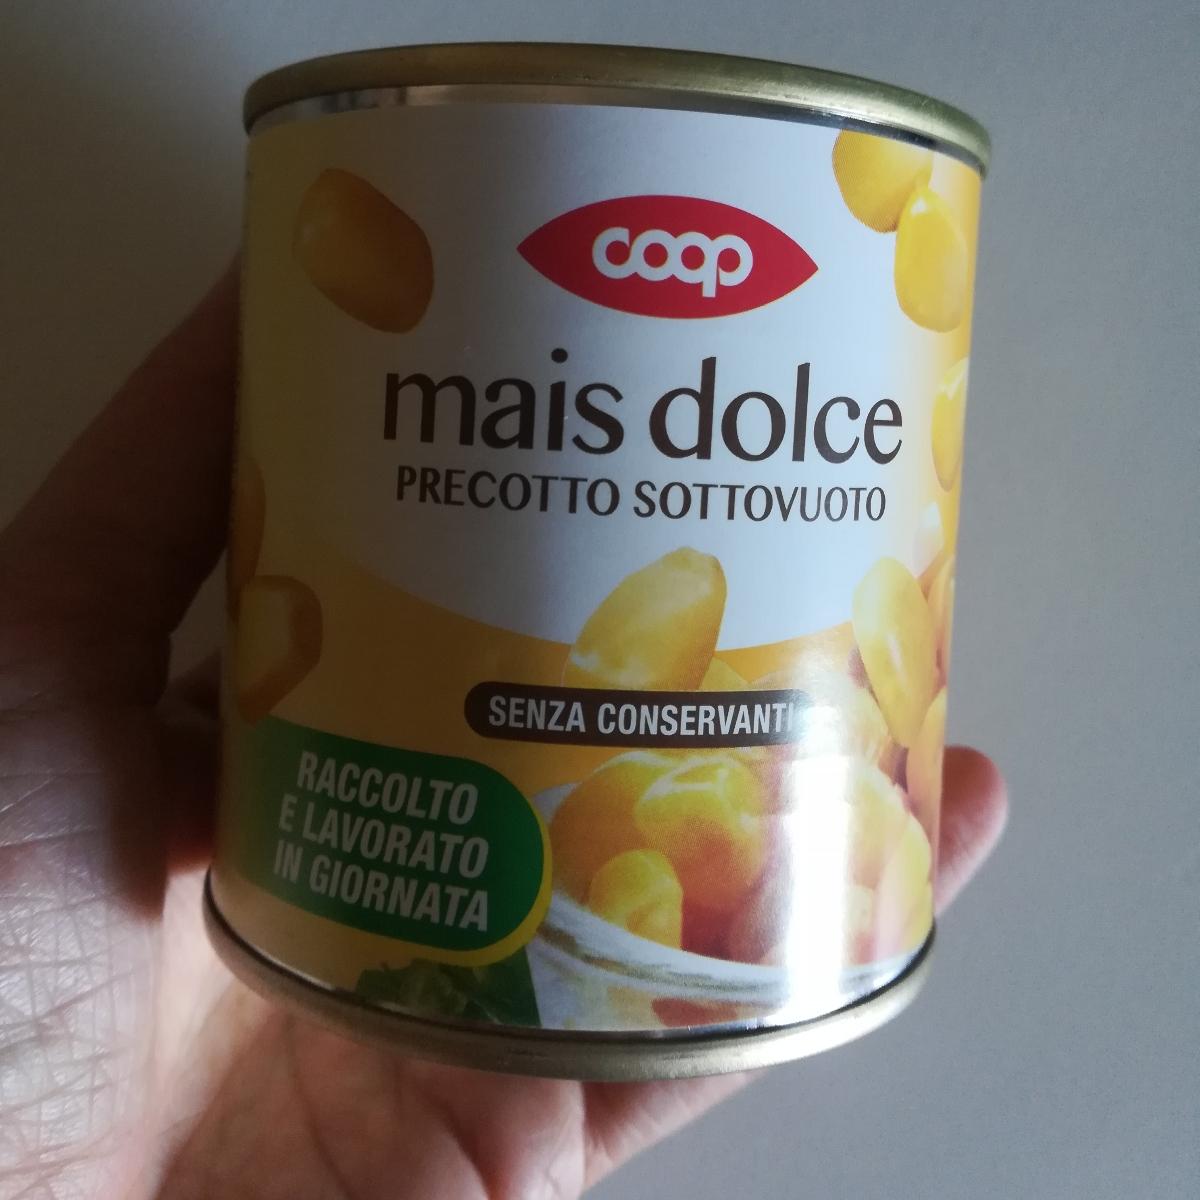 coop
mais dolce
PRECOTTO SOTTOVUOTO
SENZA CONSERVANTI
RACCOLTO
E LAVORATO
IN GIORNATA